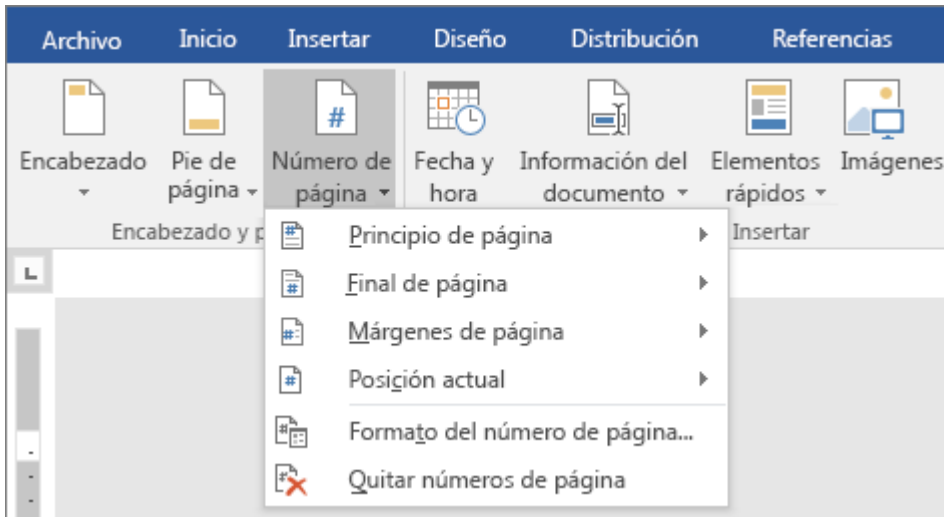 Archivo Inicio Insertar Diseño Distribución Referencias
Encabezado Pie de página Número de página Fecha y hora Información del documento Elementos rápidos Imágenes
Encabezado y p Insertar
Principio de página
Final de página
Márgenes de página
Posición actual
Formato del número de página...
Quitar números de página